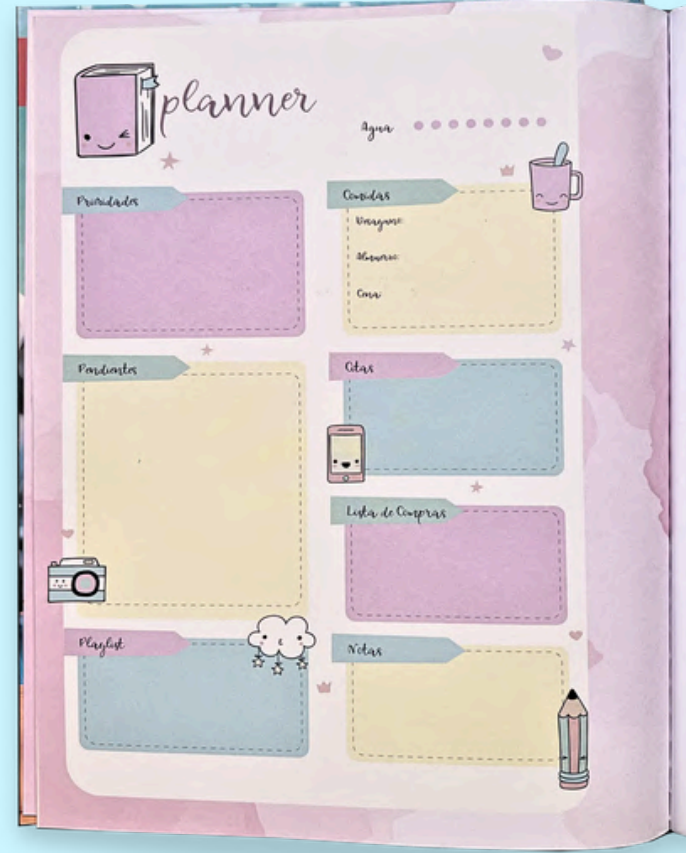 planner
Agua
Prioridades
Comidas
Desayuno:
Almuerzo:
Cena:
Pendientes
Citas
Lista de Compras
Playlist
Notas